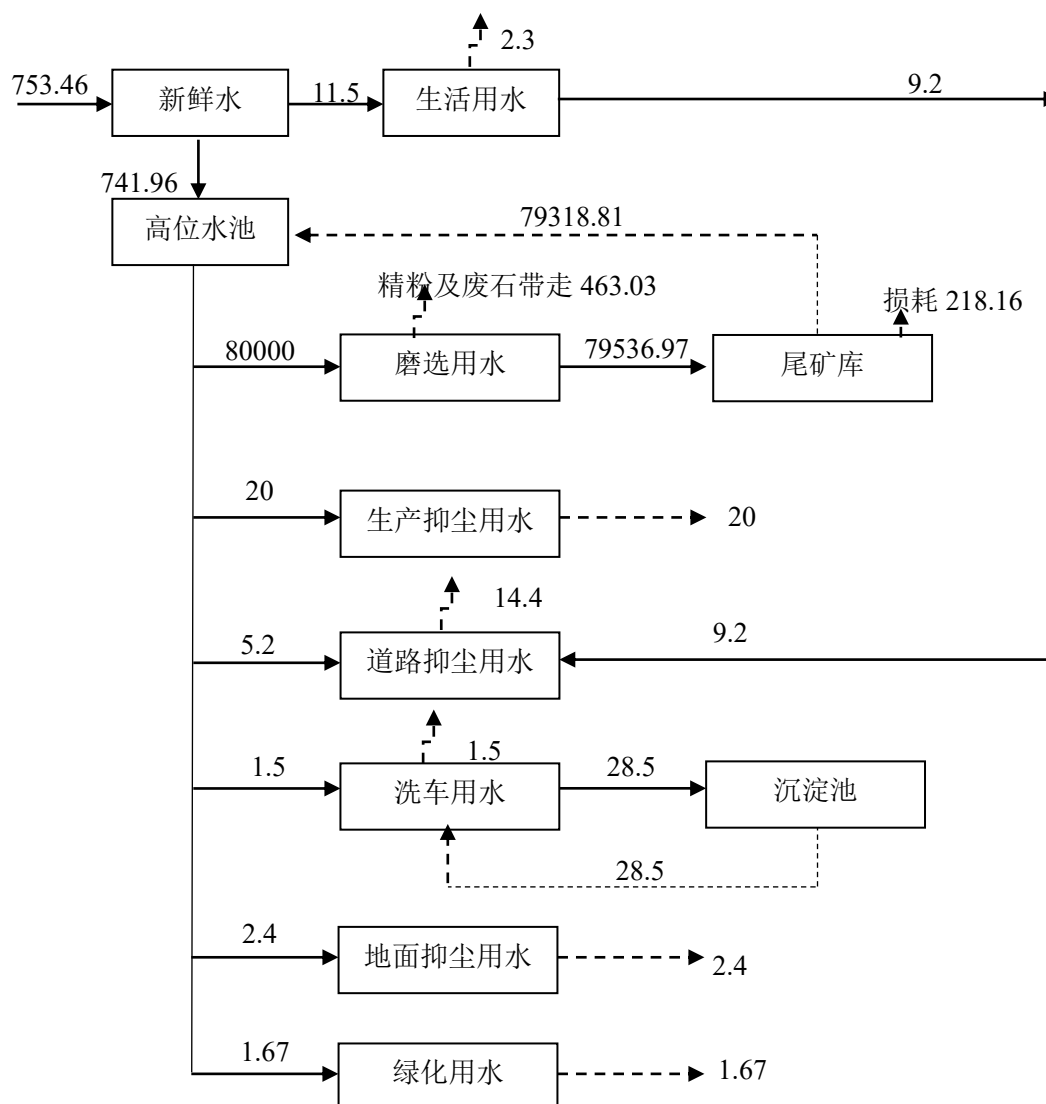 2.3
753.46
新鲜水
11.5
生活用水
9.2
741.96
高位水池
79318.81
精粉及废石带走 463.03
损耗 218.16
80000
磨选用水
79536.97
尾矿库
20
生产抑尘用水
20
14.4
5.2
道路抑尘用水
9.2
1.5
1.5
洗车用水
28.5
沉淀池
28.5
2.4
地面抑尘用水
2.4
1.67
绿化用水
1.67